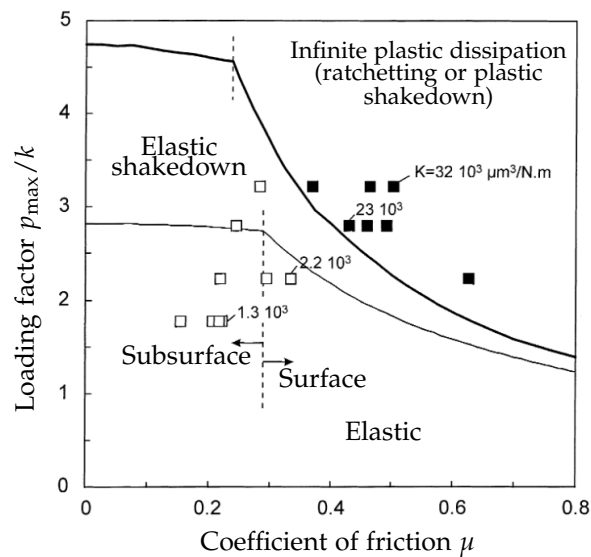 5
4
3
2
1
0
0
0.2
0.4
0.6
0.8
Loading factor p_max/k
Coefficient of friction μ
Infinite plastic dissipation
(ratchetting or plastic
shakedown)
Elastic
shakedown
K=32 10³ μm³/N.m
23 10³
2.2 10³
1.3 10³
Subsurface
Surface
Elastic